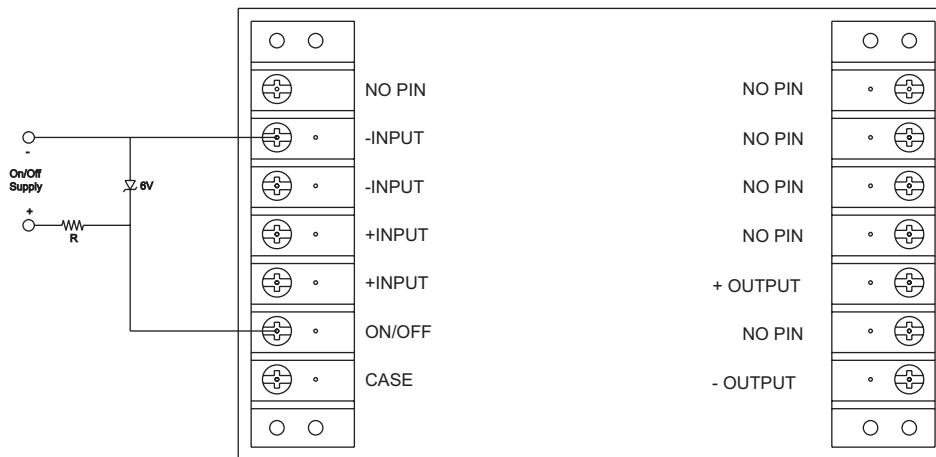 NO PIN
-INPUT
-INPUT
+INPUT
+INPUT
ON/OFF
CASE
NO PIN
NO PIN
NO PIN
NO PIN
+ OUTPUT
NO PIN
- OUTPUT
-
On/Off
Supply
+
R
6V